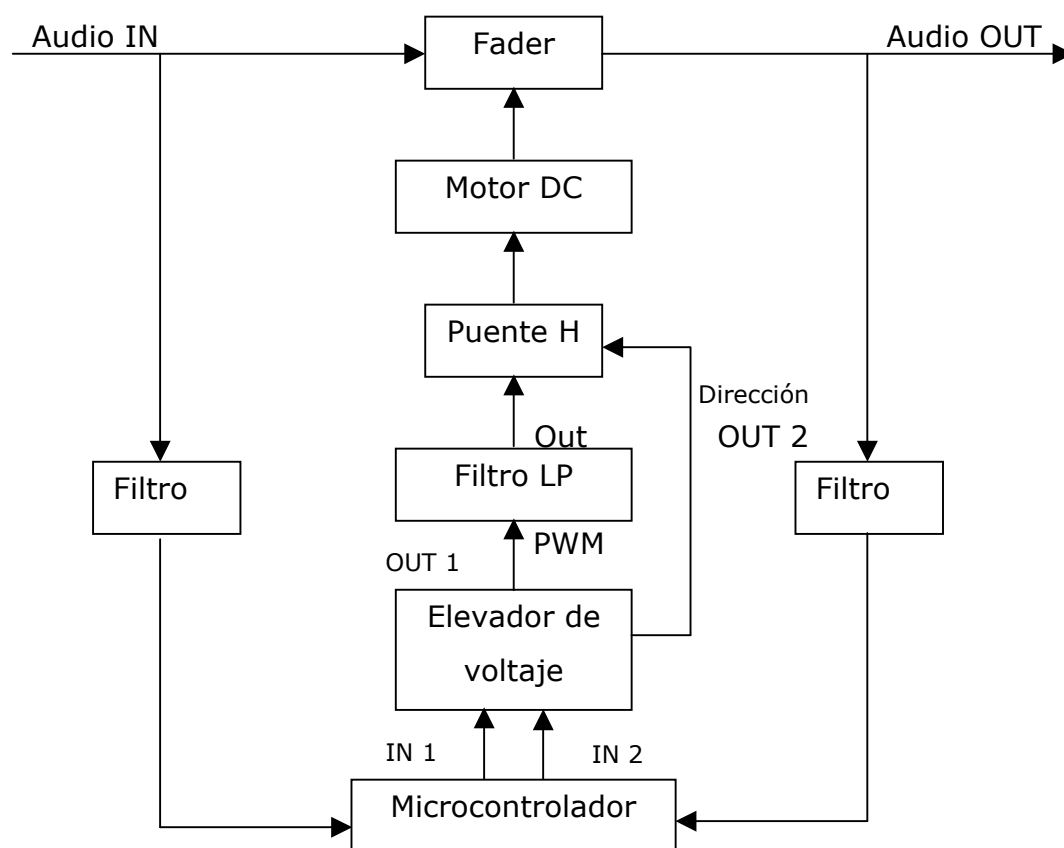 Audio IN
Fader
Audio OUT
Motor DC
Puente H
Dirección
OUT 2
Out
Filtro
Filtro LP
Filtro
PWM
OUT 1
Elevador de
voltaje
IN 1
IN 2
Microcontrolador